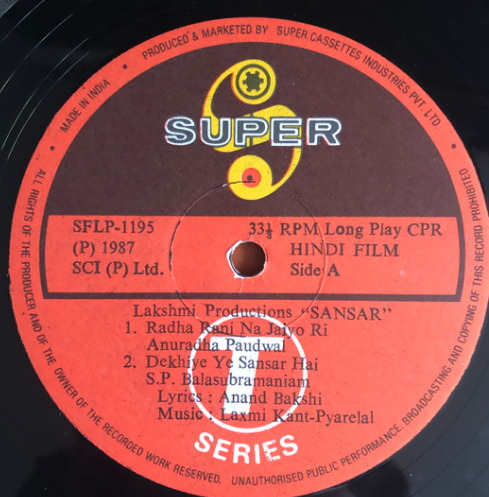 • MADE IN INDIA • PRODUCED & MARKETED BY SUPER CASSETTES INDUSTRIES PVT. LTD. •
SUPER
SFLP-1195 33⅓ RPM Long Play CPR
(P) 1987 HINDI FILM
SCI (P) Ltd. Side A
Lakshmi Productions "SANSAR"
1. Radha Rani Na Jaiyo Ri
Anuradha Paudwal
2. Dekhiye Ye Sansar Hai
S.P. Balasubramaniam
Lyrics : Anand Bakshi
Music : Laxmi Kant-Pyarelal
T
SERIES
ALL RIGHTS OF THE PRODUCER AND OF THE OWNER OF THE RECORDED WORK RESERVED. UNAUTHORISED PUBLIC PERFORMANCE, BROADCASTING AND COPYING OF THIS RECORD PROHIBITED